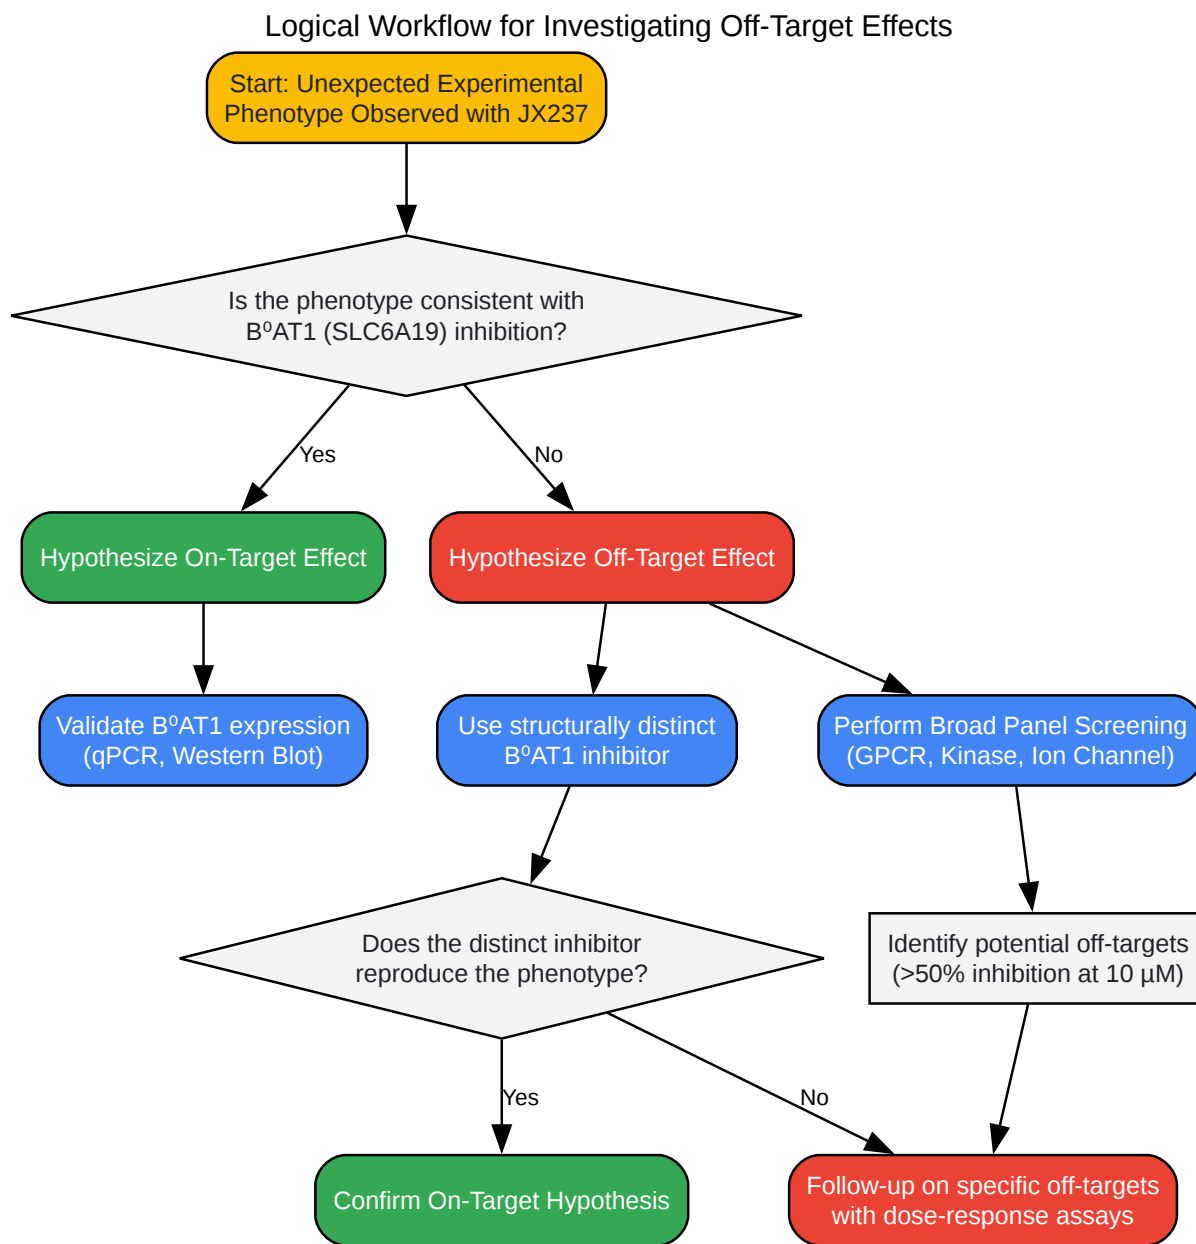 Logical Workflow for Investigating Off-Target Effects
Start: Unexpected Experimental
Phenotype Observed with JX237
Is the phenotype consistent with
B⁰AT1 (SLC6A19) inhibition?
Yes
No
Hypothesize On-Target Effect
Hypothesize Off-Target Effect
Validate B⁰AT1 expression
(qPCR, Western Blot)
Use structurally distinct
B⁰AT1 inhibitor
Perform Broad Panel Screening
(GPCR, Kinase, Ion Channel)
Does the distinct inhibitor
reproduce the phenotype?
Identify potential off-targets
(>50% inhibition at 10 µM)
Yes
No
Confirm On-Target Hypothesis
Follow-up on specific off-targets
with dose-response assays